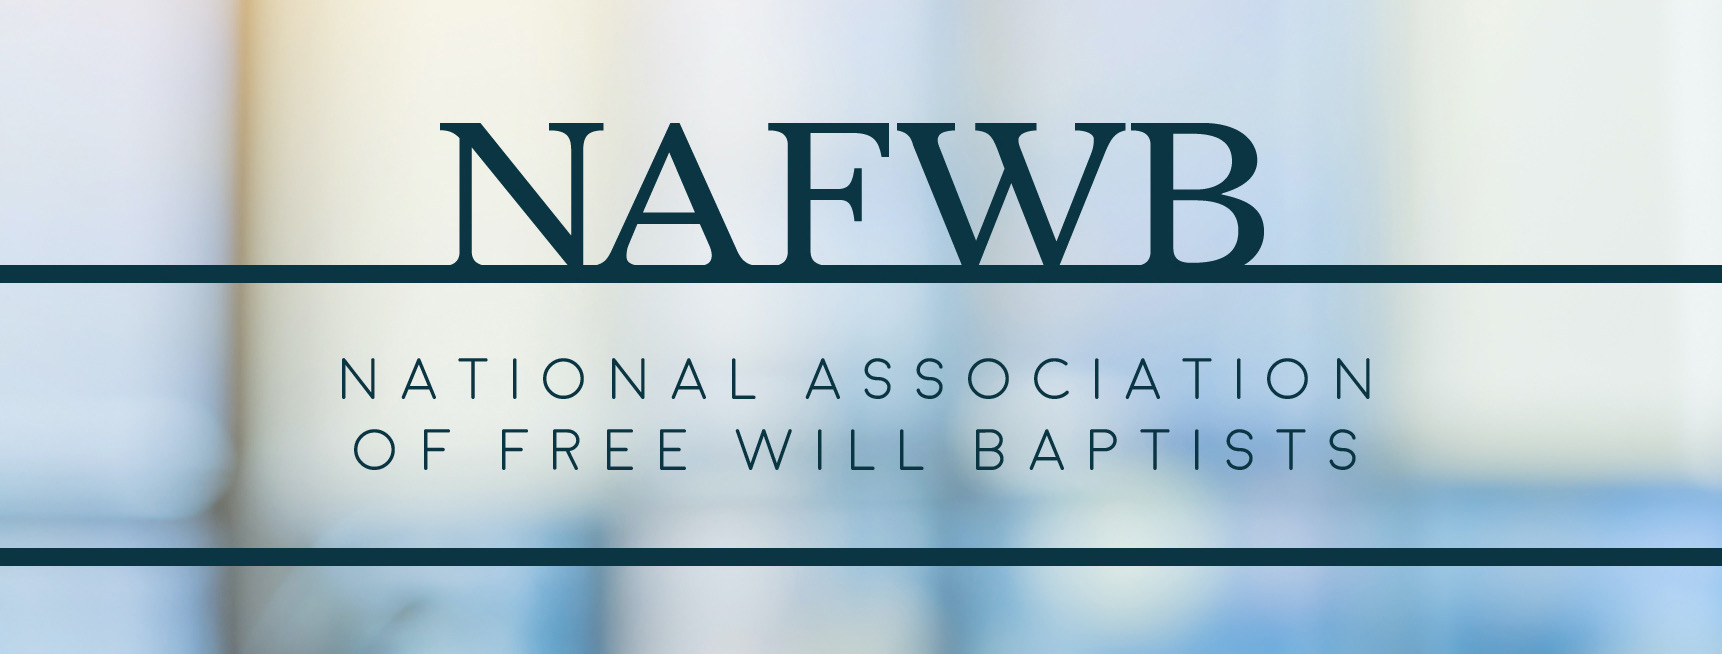 NAFWB
NATIONAL ASSOCIATION
OF FREE WILL BAPTISTS